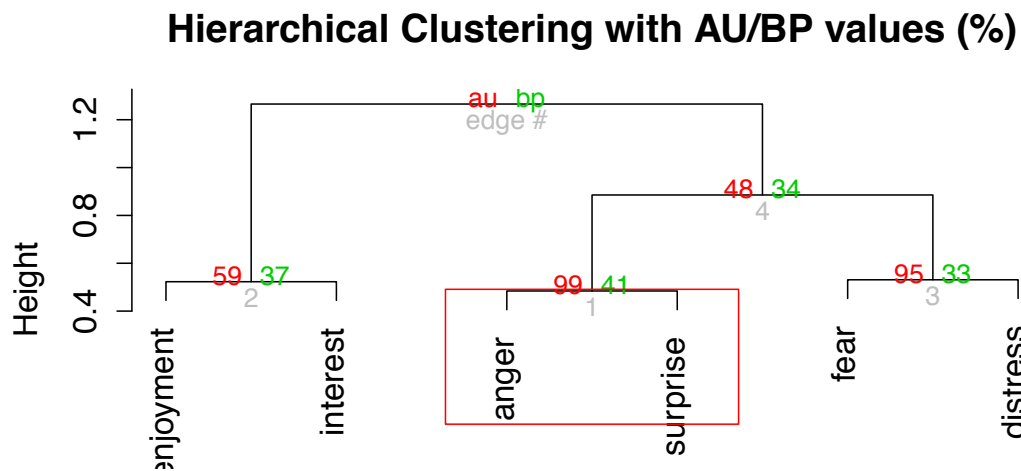 Hierarchical Clustering with AU/BP values (%)
au bp
edge #
1.2
0.8
0.4
Height
48 34
4
59 37
2
99 41
1
95 33
3
enjoyment
interest
anger
surprise
fear
distress